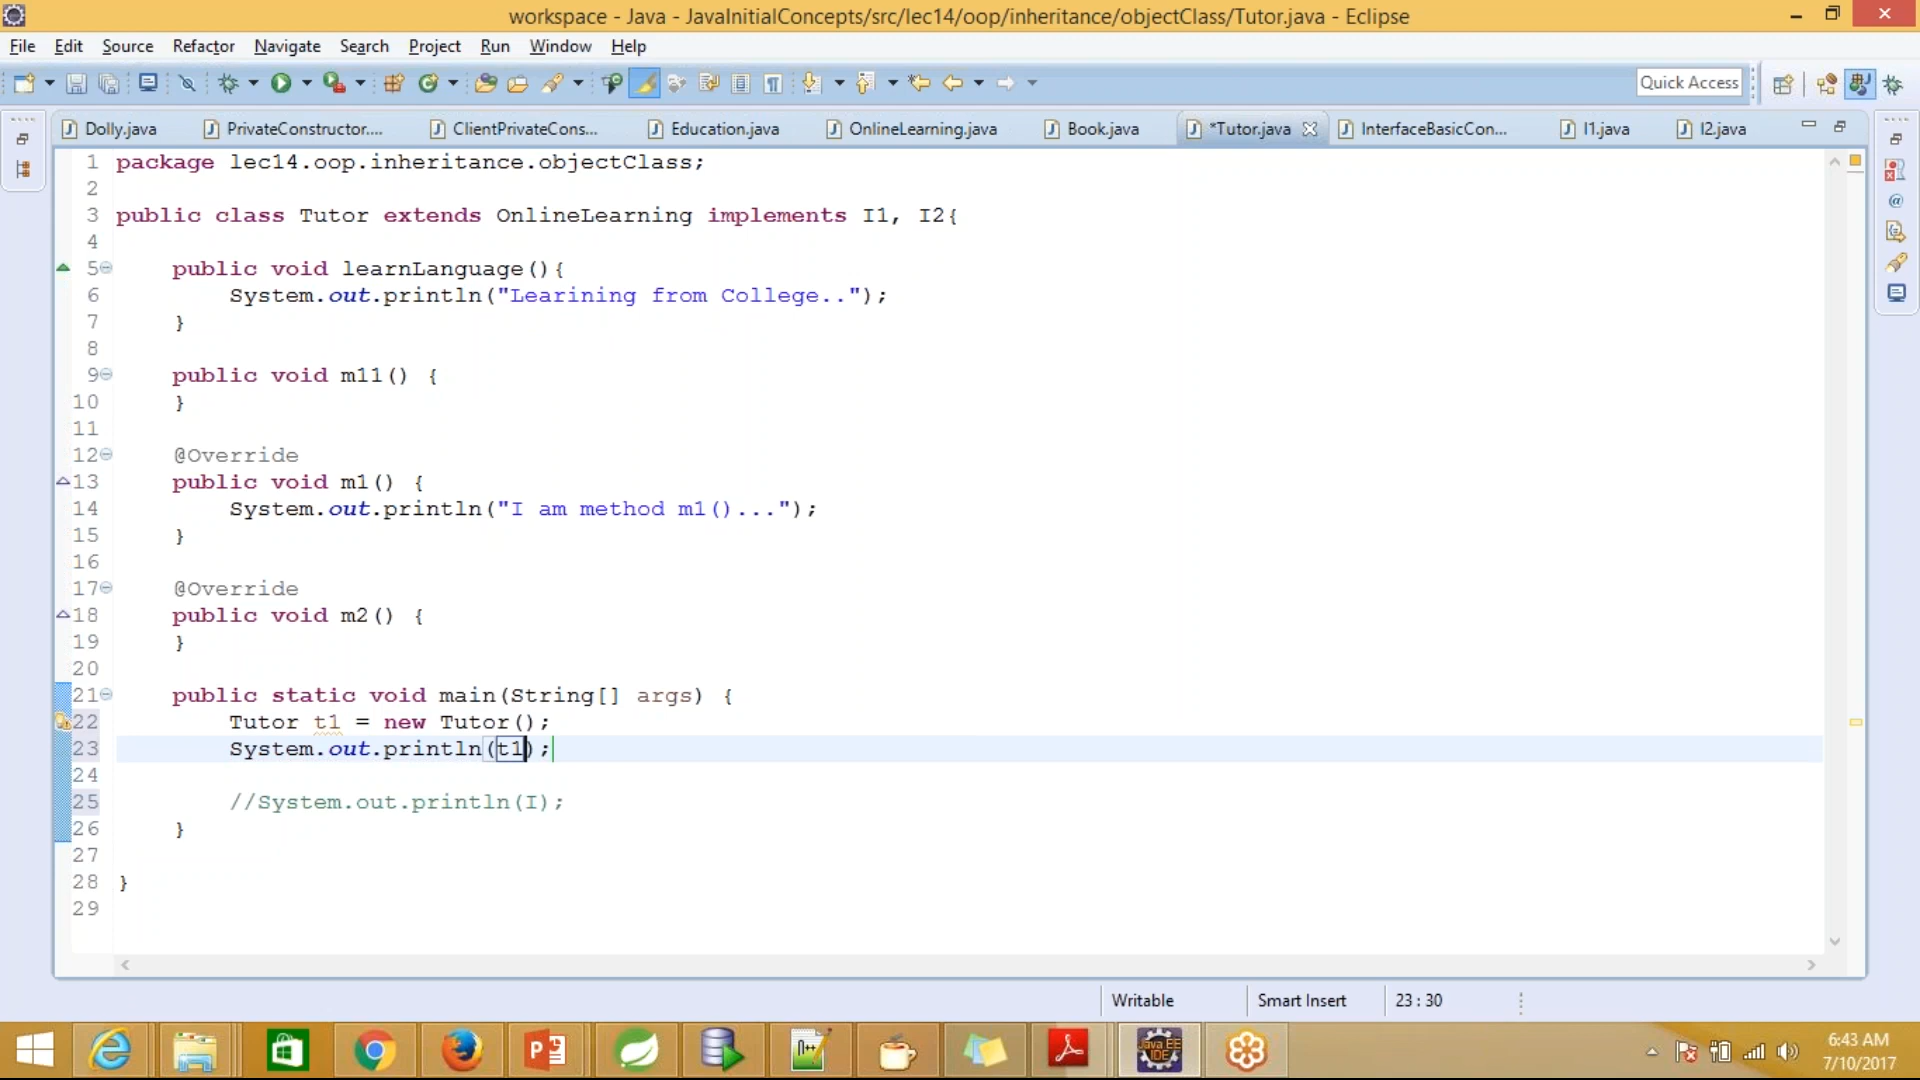 workspace - Java - JavaInitialConcepts/src/lec14/oop/inheritance/objectClass/Tutor.java - Eclipse
File Edit Source Refactor Navigate Search Project Run Window Help
Quick Access
Dolly.java PrivateConstructor.... ClientPrivateCons... Education.java OnlineLearning.java Book.java *Tutor.java InterfaceBasicCon... I1.java I2.java
1 package lec14.oop.inheritance.objectClass;
2
3 public class Tutor extends OnlineLearning implements I1, I2{
4
5 public void learnLanguage(){
6 System.out.println("Learining from College..");
7 }
8
9 public void m11() {
10 }
11
12 @Override
13 public void m1() {
14 System.out.println("I am method m1()...");
15 }
16
17 @Override
18 public void m2() {
19 }
20
21 public static void main(String[] args) {
22 Tutor t1 = new Tutor();
23 System.out.println(t1);
24
25 //System.out.println(I);
26 }
27
28 }
29
Writable Smart Insert 23 : 30
Java EE
IDE
6:43 AM
7/10/2017